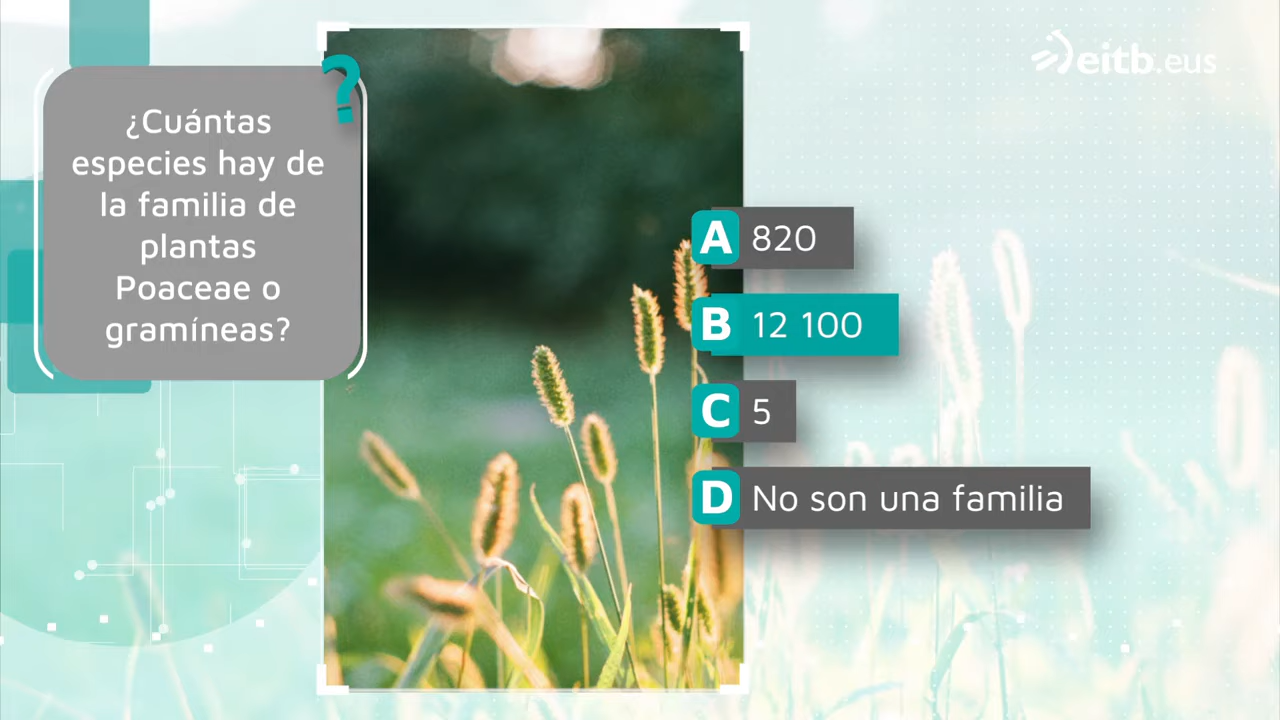 eitb.eus
?
¿Cuántas
especies hay de
la familia de
plantas
Poaceae o
gramíneas?
A 820
B 12 100
C 5
D No son una familia